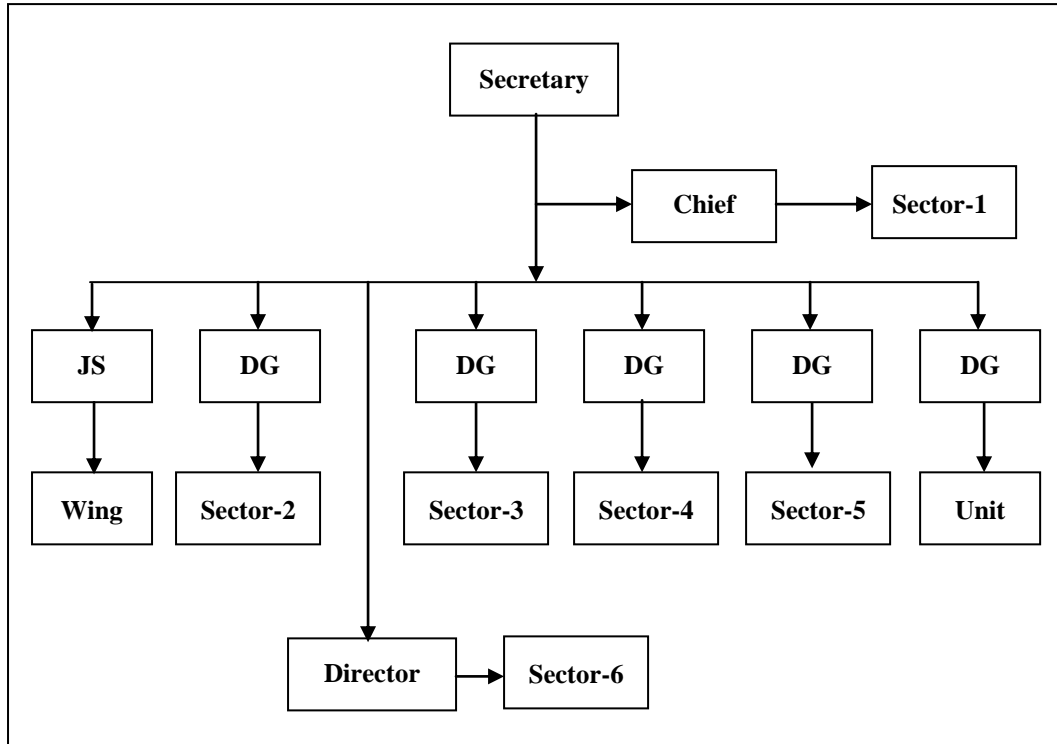 Secretary
Chief
Sector-1
JS
DG
DG
DG
DG
DG
Wing
Sector-2
Sector-3
Sector-4
Sector-5
Unit
Director
Sector-6